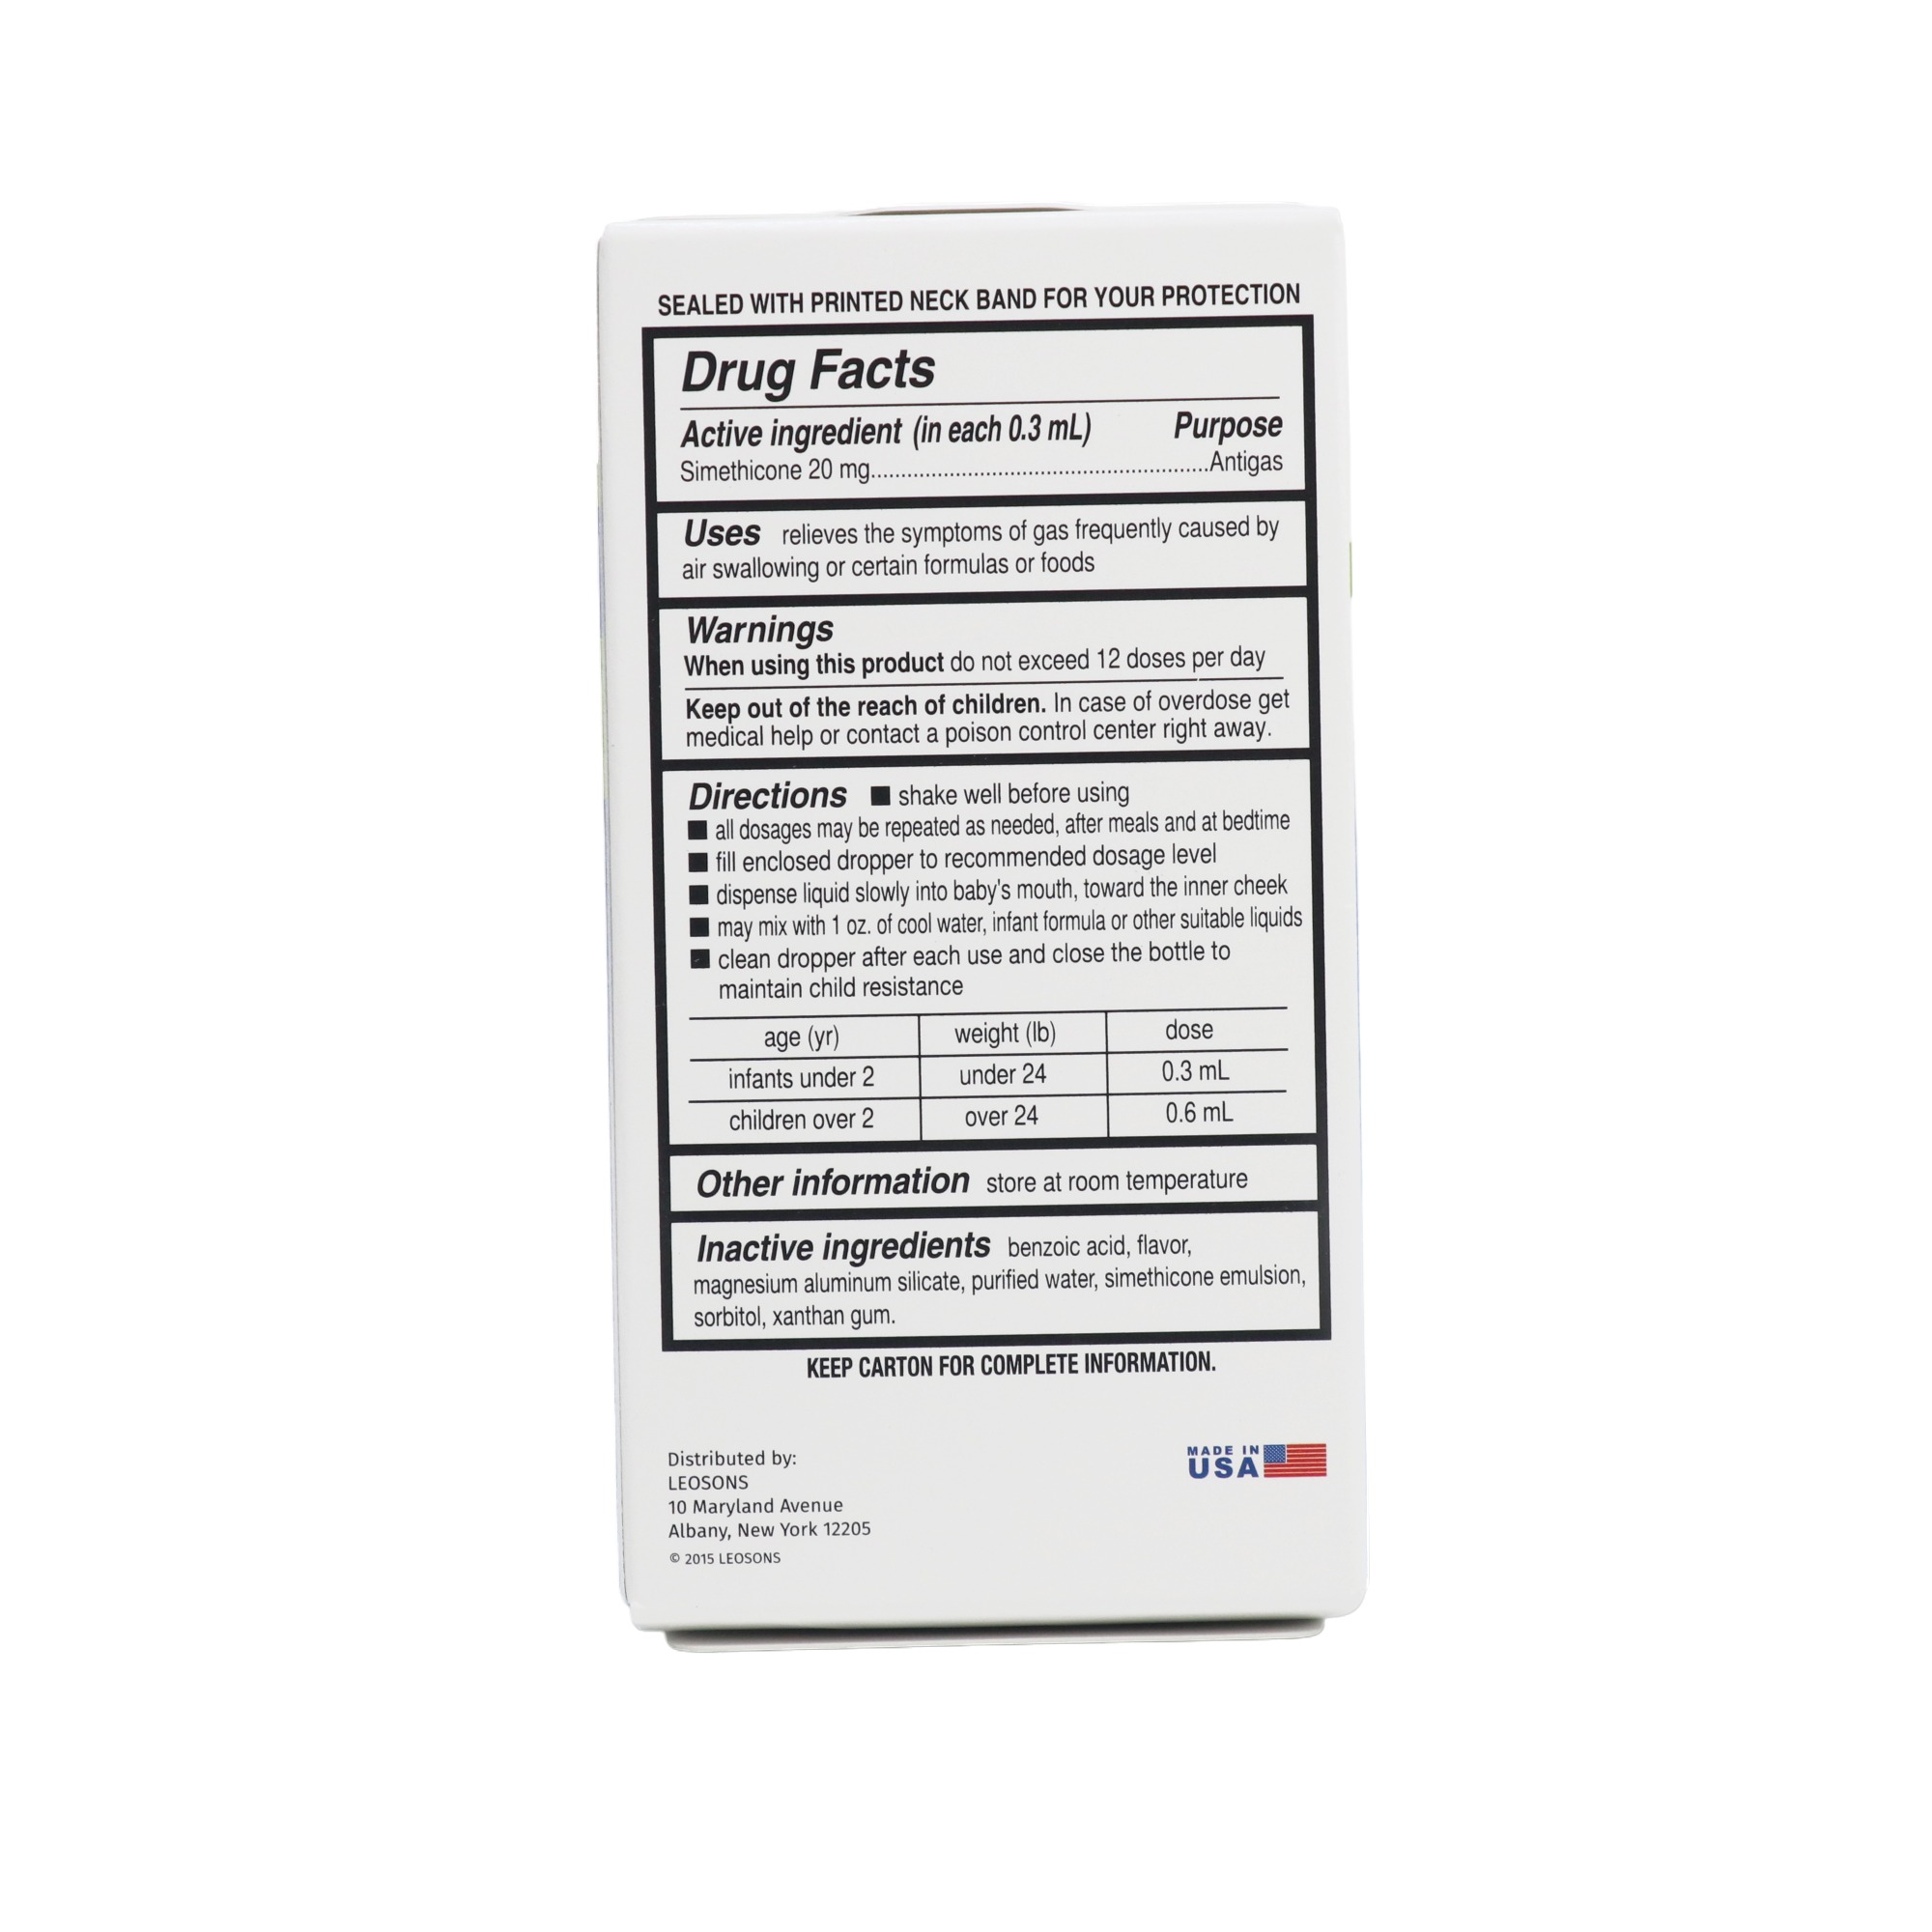 SEALED WITH PRINTED NECK BAND FOR YOUR PROTECTION
Drug Facts
Active ingredient (in each 0.3 mL) Purpose
Simethicone 20 mg........................................................Antigas
Uses relieves the symptoms of gas frequently caused by
air swallowing or certain formulas or foods
Warnings
When using this product do not exceed 12 doses per day
Keep out of the reach of children. In case of overdose get
medical help or contact a poison control center right away.
Directions ■ shake well before using
■ all dosages may be repeated as needed, after meals and at bedtime
■ fill enclosed dropper to recommended dosage level
■ dispense liquid slowly into baby's mouth, toward the inner cheek
■ may mix with 1 oz. of cool water, infant formula or other suitable liquids
■ clean dropper after each use and close the bottle to
maintain child resistance
age (yr) weight (lb) dose
infants under 2 under 24 0.3 mL
children over 2 over 24 0.6 mL
Other information store at room temperature
Inactive ingredients benzoic acid, flavor,
magnesium aluminum silicate, purified water, simethicone emulsion,
sorbitol, xanthan gum.
KEEP CARTON FOR COMPLETE INFORMATION.
Distributed by:
LEOSONS
10 Maryland Avenue
Albany, New York 12205
© 2015 LEOSONS
MADE IN
USA